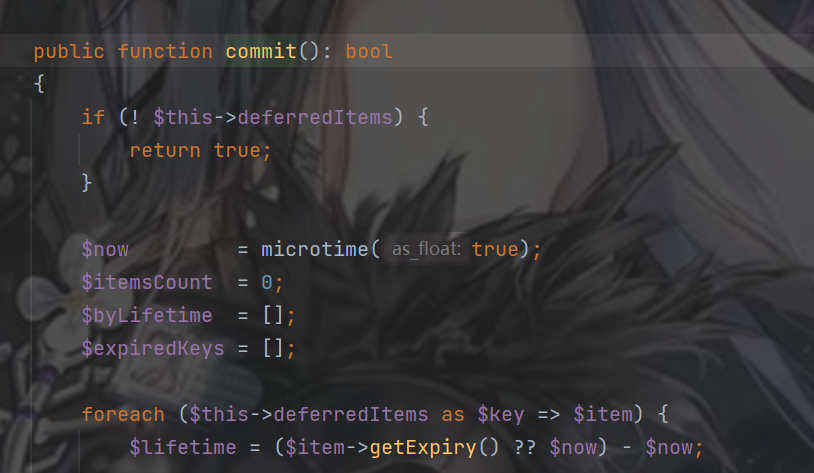 public function commit(): bool
{
    if (! $this->deferredItems) {
        return true;
    }

    $now         = microtime( as_float: true);
    $itemsCount  = 0;
    $byLifetime  = [];
    $expiredKeys = [];

    foreach ($this->deferredItems as $key => $item) {
        $lifetime = ($item->getExpiry() ?? $now) - $now;